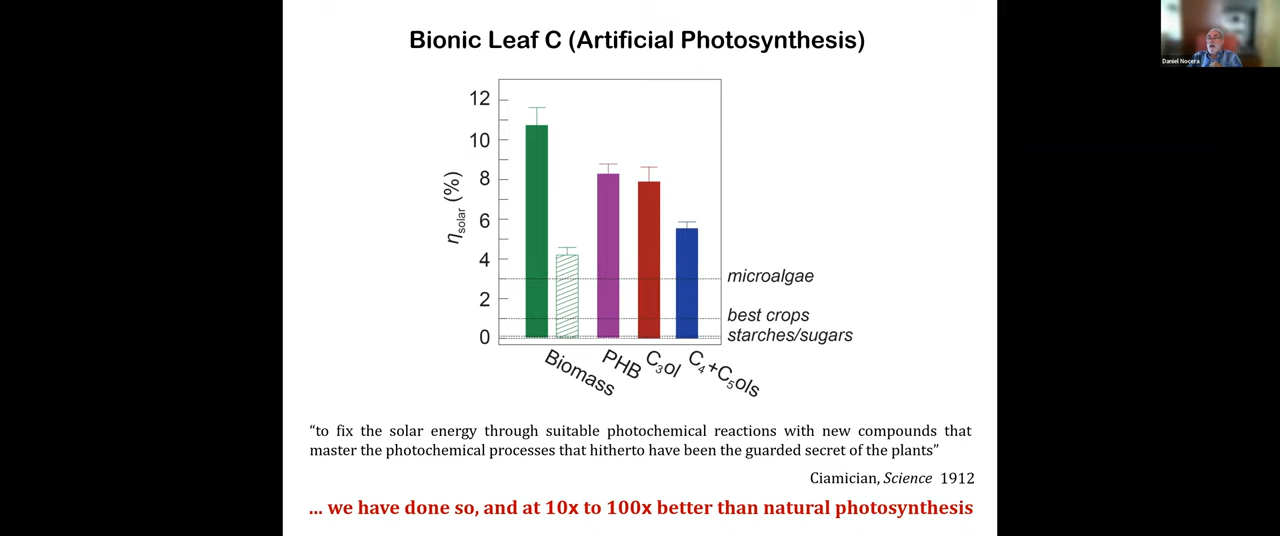 Bionic Leaf C (Artificial Photosynthesis)
Daniel Nocera
12
10
8
6
4
2
0
ηsolar (%)
microalgae
best crops
starches/sugars
Biomass
PHB
C3ol
C4+C5ols
“to fix the solar energy through suitable photochemical reactions with new compounds that
master the photochemical processes that hitherto have been the guarded secret of the plants”
Ciamician, Science 1912
... we have done so, and at 10x to 100x better than natural photosynthesis